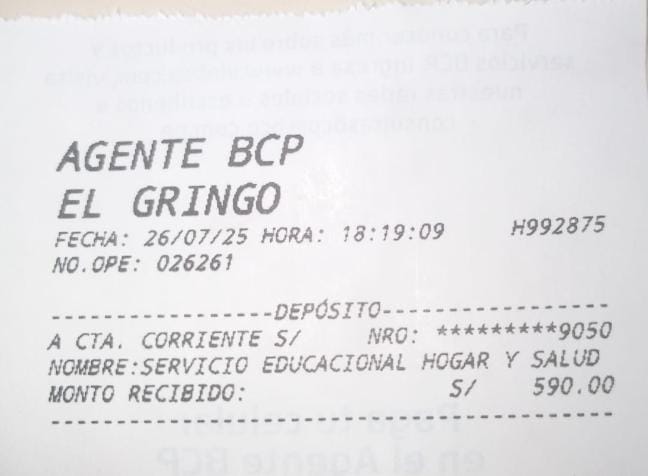 AGENTE BCP
EL GRINGO
FECHA: 26/07/25 HORA: 18:19:09 H992875
NO.OPE: 026261
-----------------DEPÓSITO-----------------
A CTA. CORRIENTE S/ NRO: *********9050
NOMBRE:SERVICIO EDUCACIONAL HOGAR Y SALUD
MONTO RECIBIDO: S/ 590.00
------------------------------------------